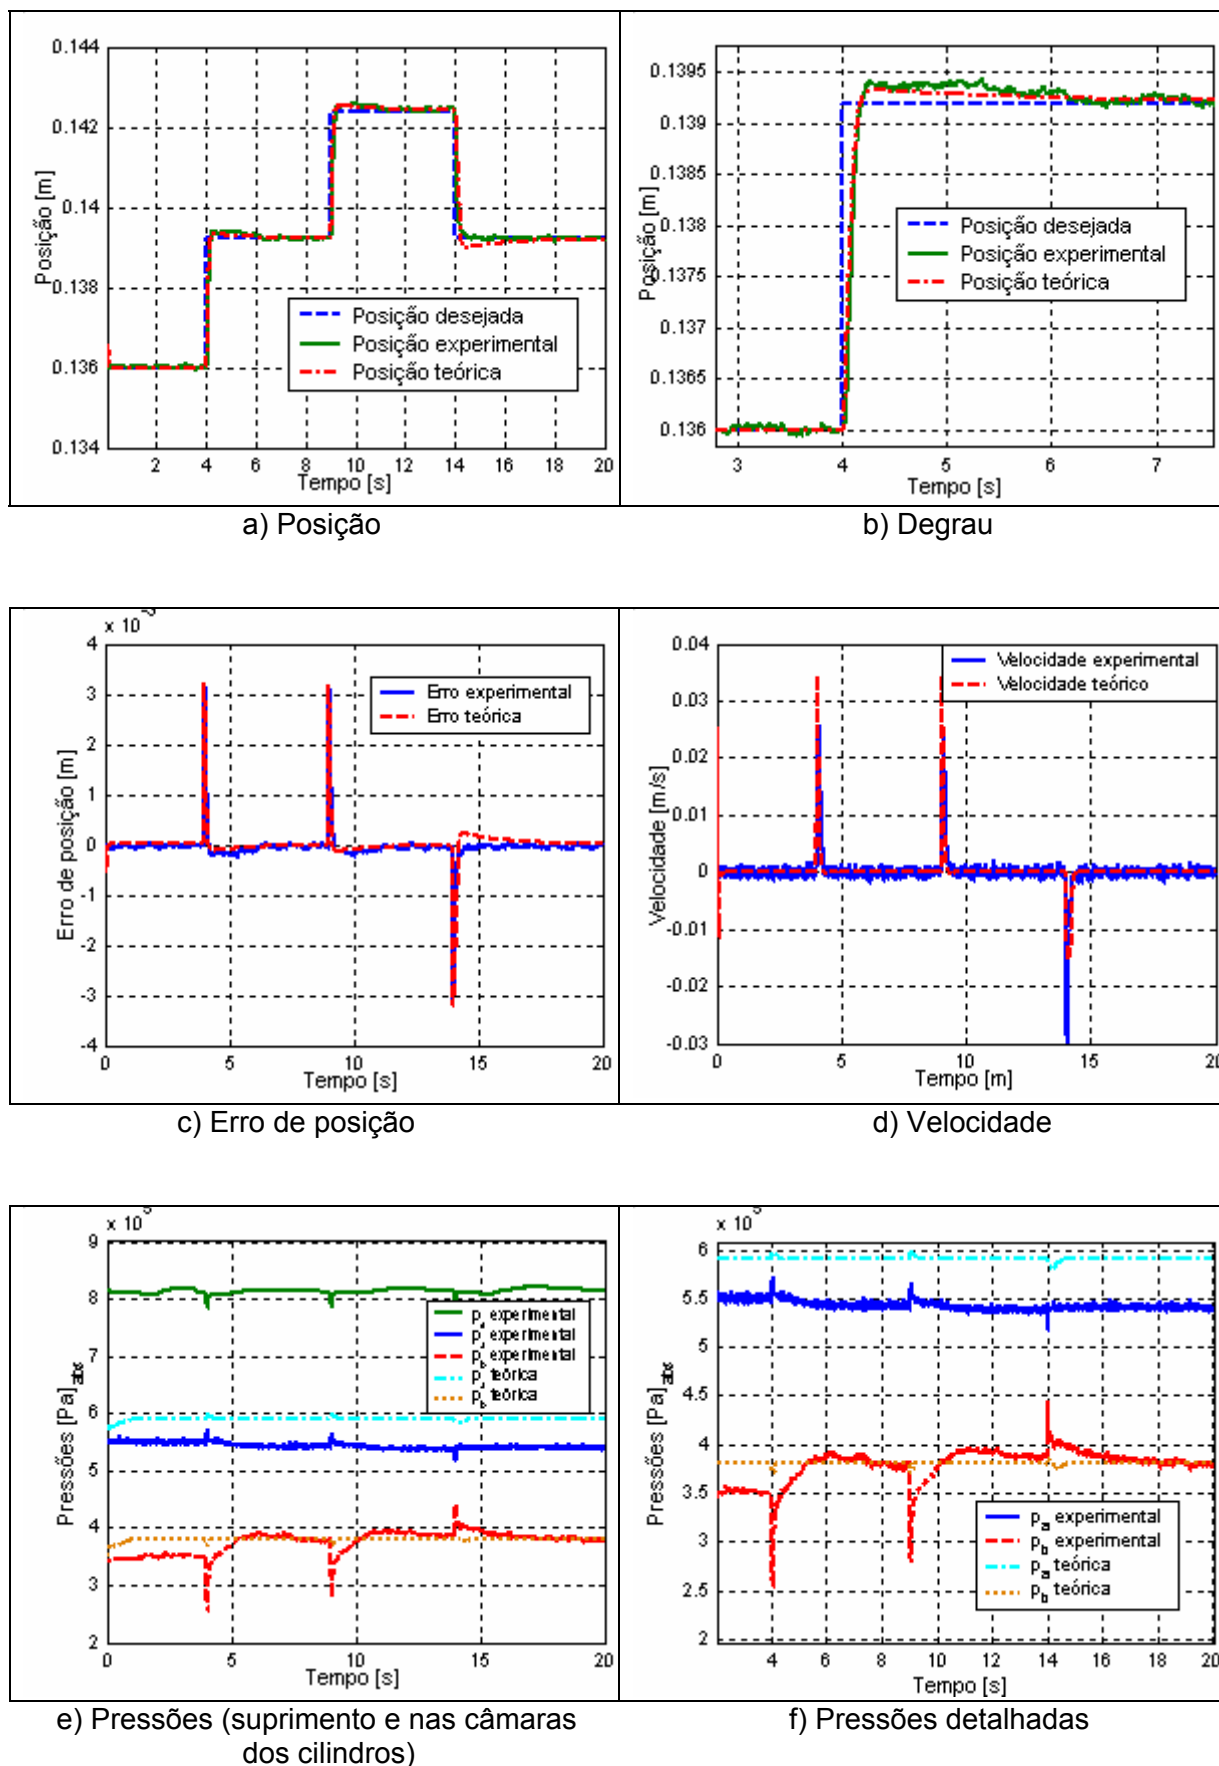 0.144
0.142
0.14
0.138
0.136
0.134
Posição [m]
Posição desejada
Posição experimental
Posição teórica
2 4 6 8 10 12 14 16 18 20
Tempo [s]
a) Posição
0.1395
0.139
0.1385
0.138
0.1375
0.137
0.1365
0.136
Posição [m]
Posição desejada
Posição experimental
Posição teórica
3 4 5 6 7
Tempo [s]
b) Degrau
x 10
4
3
2
1
0
-1
-2
-3
-4
Erro de posição [m]
Erro experimental
Erro teórica
0 5 10 15 20
Tempo [s]
c) Erro de posição
0.04
0.03
0.02
0.01
0
-0.01
-0.02
-0.03
Velocidade [m/s]
Velocidade experimental
Velocidade teórico
0 5 10 15 20
Tempo [m]
d) Velocidade
x 10
9
8
7
6
5
4
3
2
Pressões [Pa]abs
p experimental
p experimental
p experimental
p teórica
p teórica
0 5 10 15 20
Tempo [s]
e) Pressões (suprimento e nas câmaras
dos cilindros)
x 10
6
5.5
5
4.5
4
3.5
3
2.5
2
Pressões [Pa]abs
pa experimental
pb experimental
pa teórica
pb teórica
4 6 8 10 12 14 16 18 20
Tempo [s]
f) Pressões detalhadas